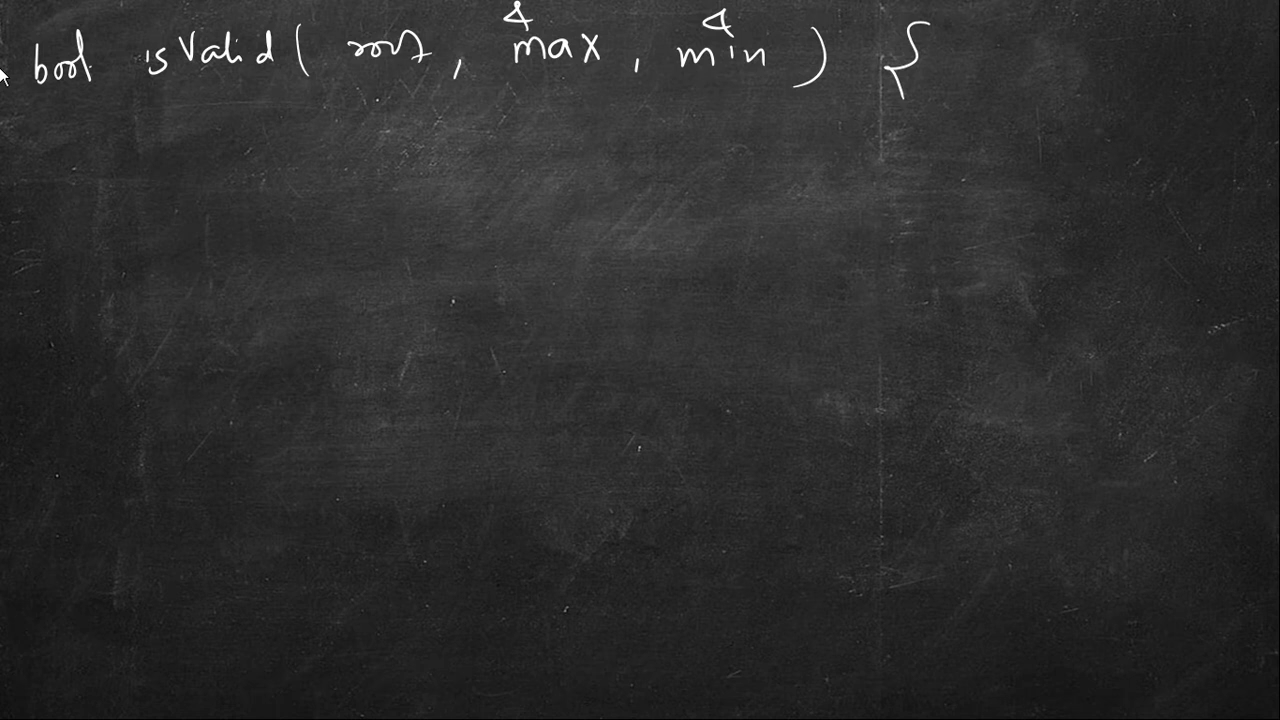 bool isValid( root, max, min ) {